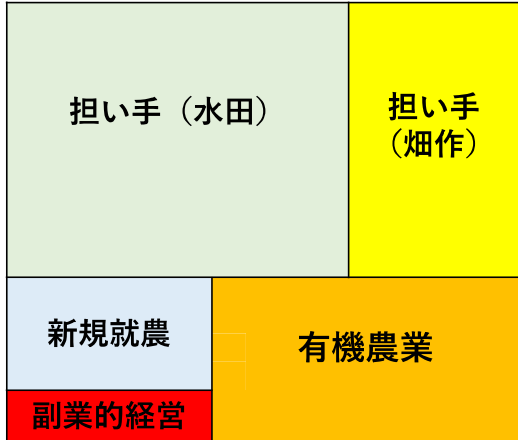 担い手（水田）
担い手
（畑作）
新規就農
有機農業
副業的経営